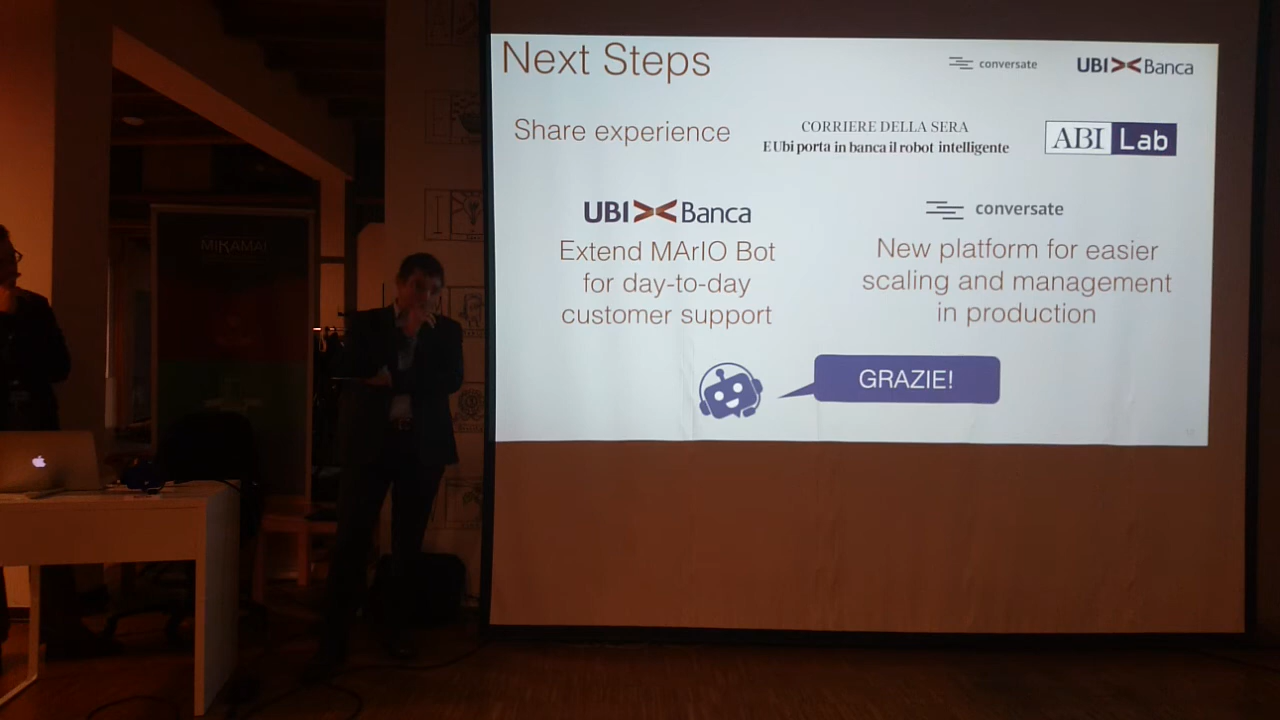 Next Steps
conversate
UBI Banca
Share experience
CORRIERE DELLA SERA
E Ubi porta in banca il robot intelligente
ABI Lab
UBI Banca
Extend MArIO Bot
for day-to-day
customer support
conversate
New platform for easier
scaling and management
in production
GRAZIE!
MIKAMAI